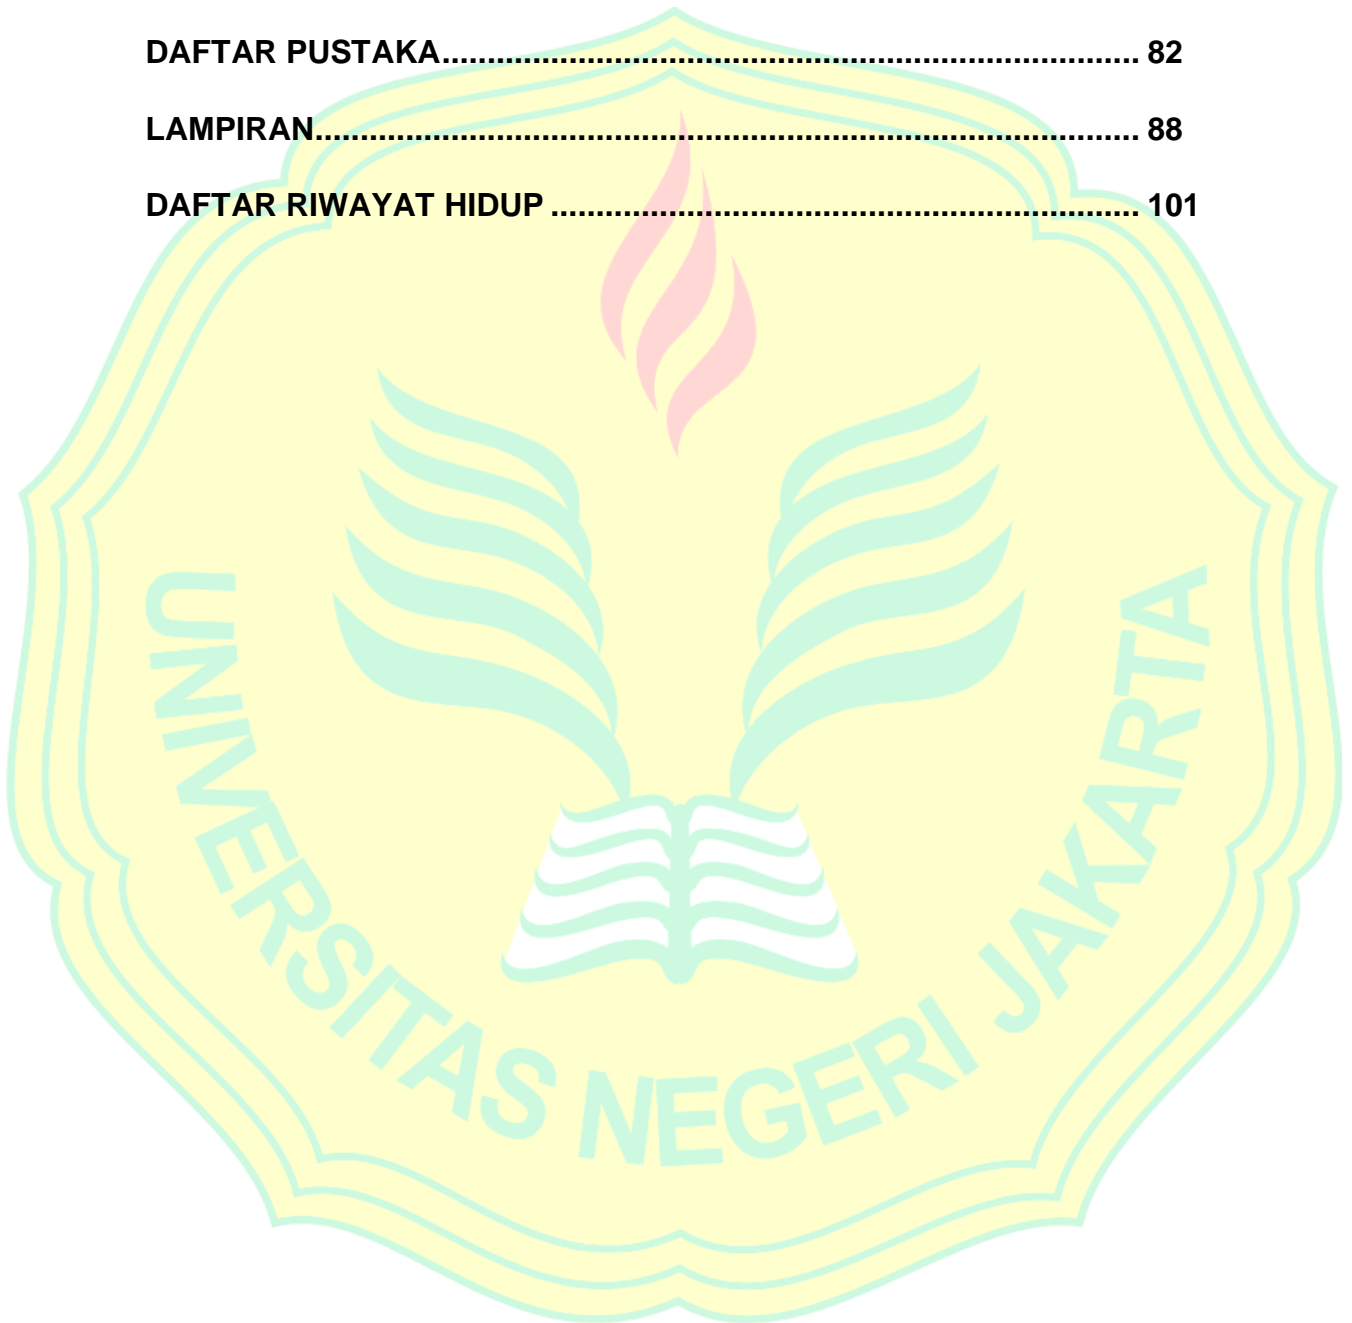 DAFTAR PUSTAKA.............................................................................. 82
LAMPIRAN............................................................................................ 88
DAFTAR RIWAYAT HIDUP .................................................................. 101
UNIVERSITAS NEGERI JAKARTA